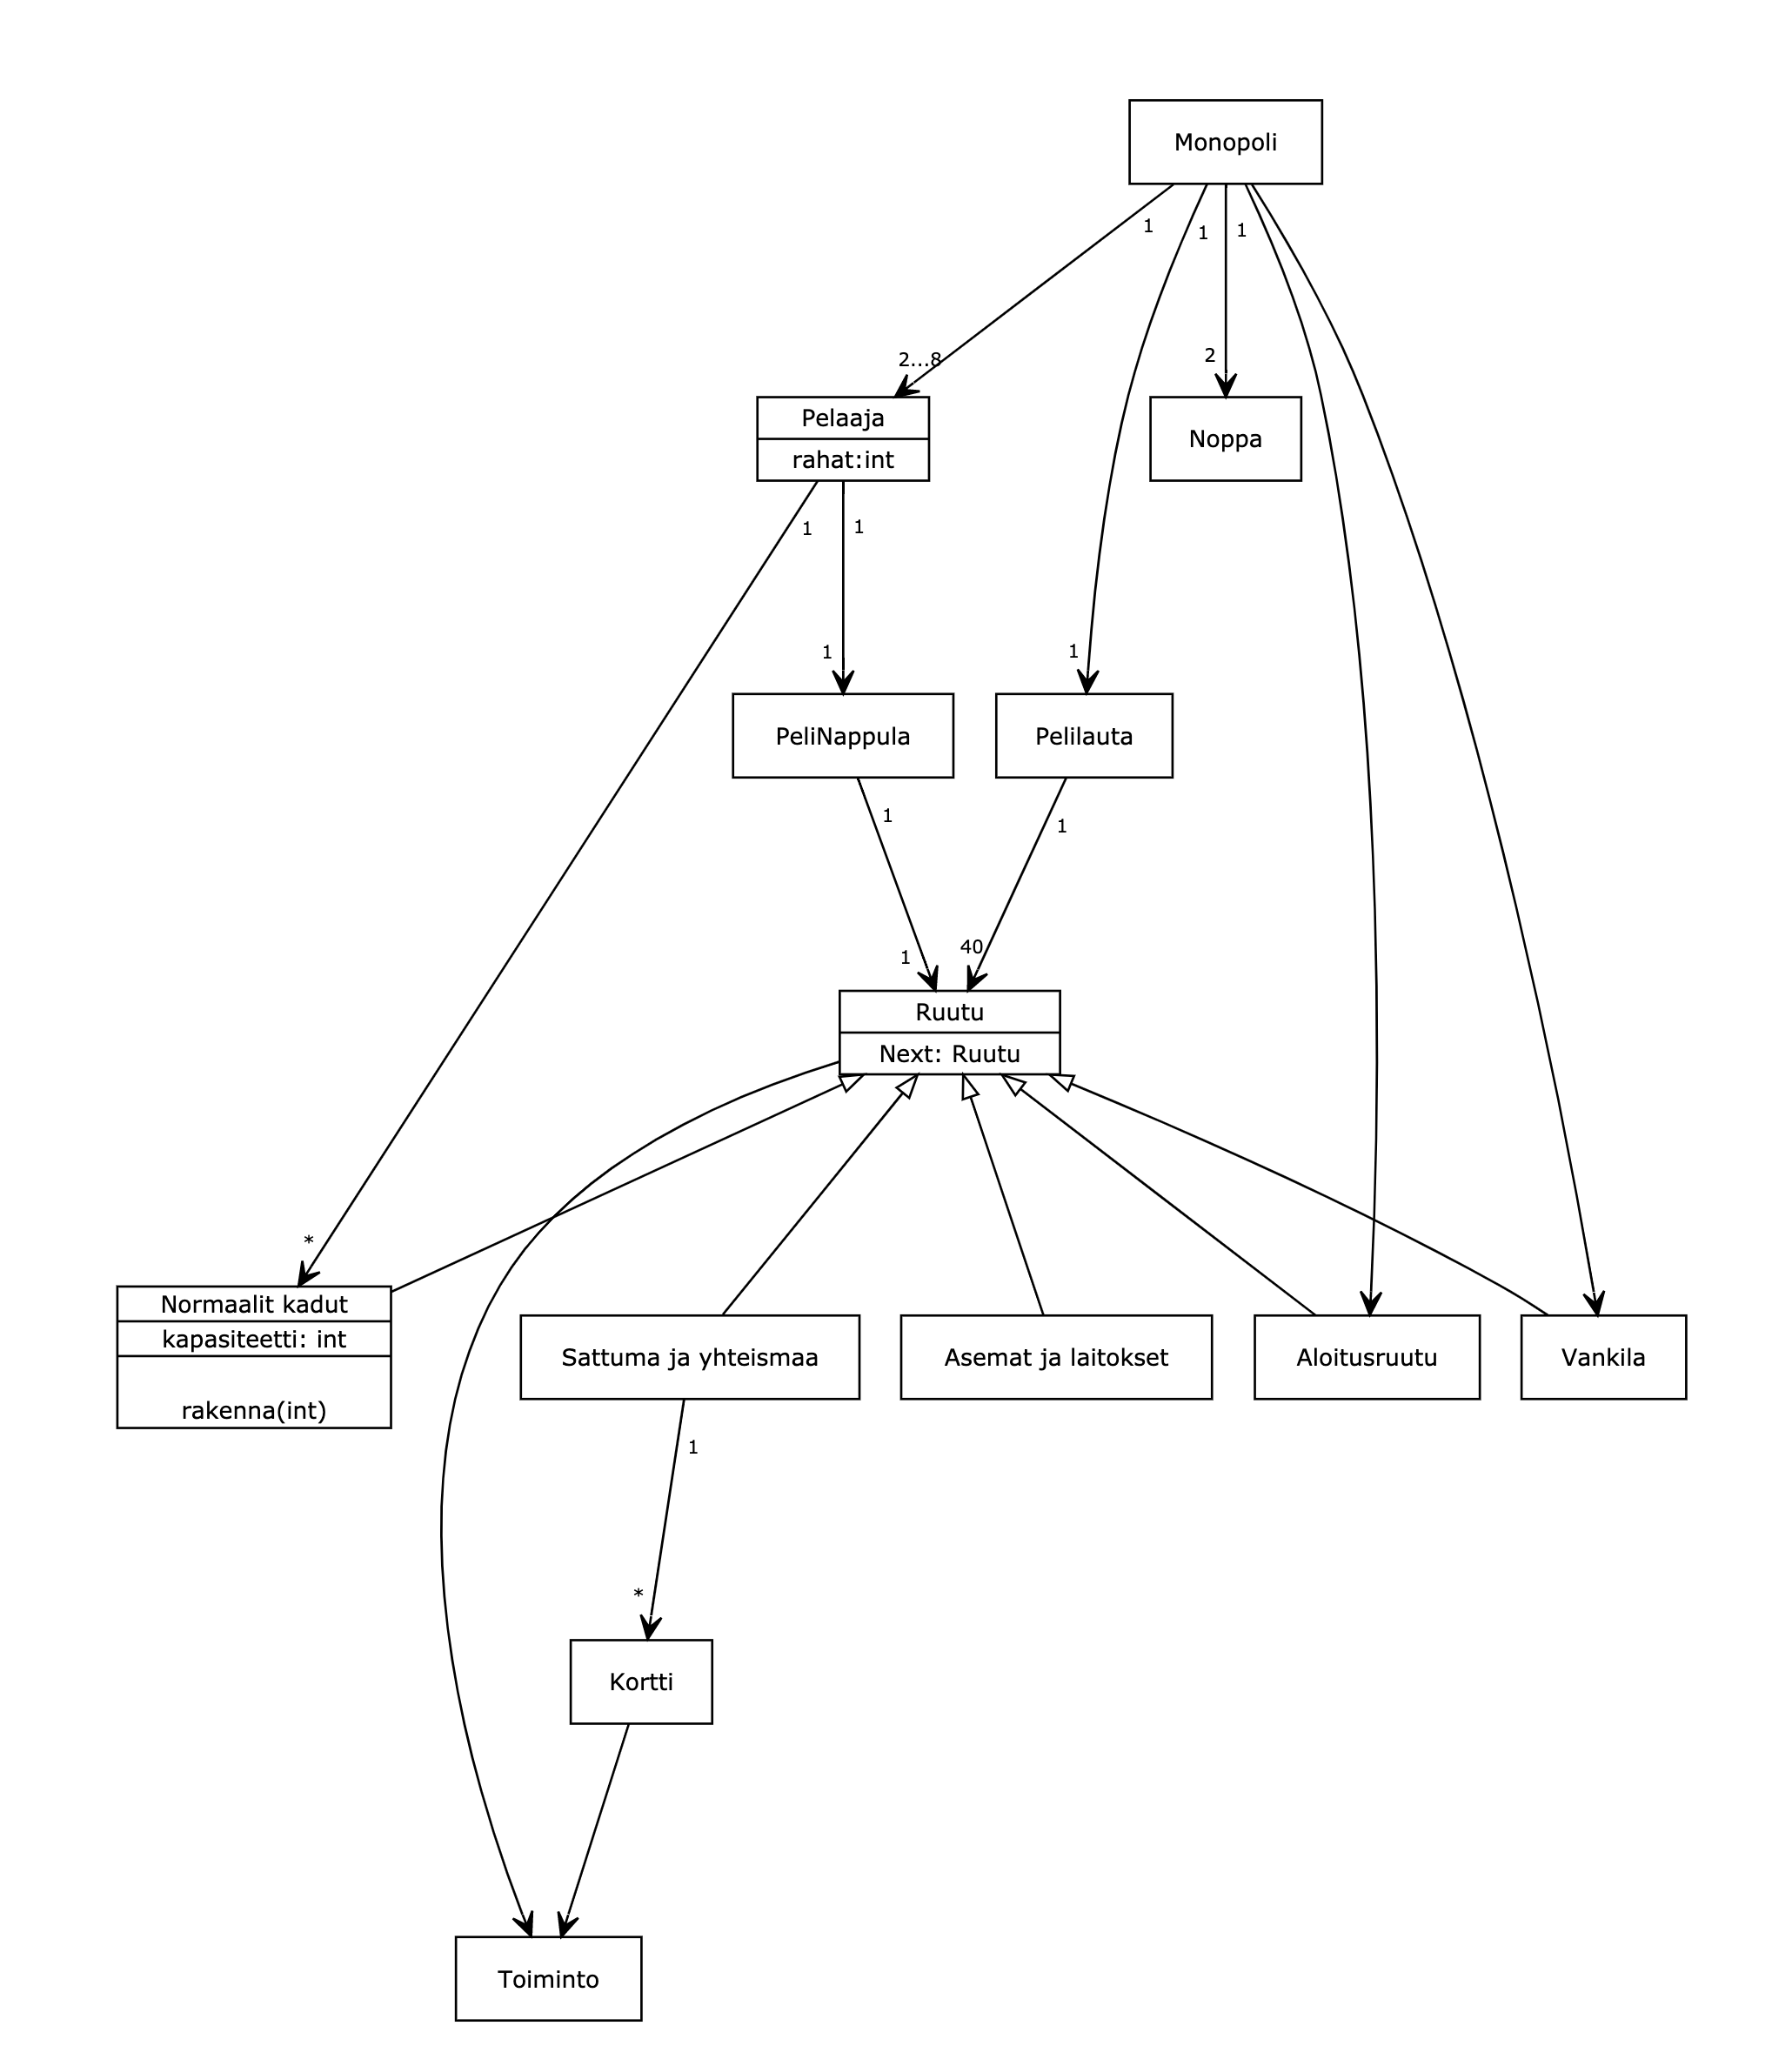 Monopoli
1
1
1
2...8
2
Pelaaja
rahat:int
Noppa
1
1
1
1
PeliNappula
Pelilauta
1
1
1
40
Ruutu
Next: Ruutu
*
Normaalit kadut
kapasiteetti: int
rakenna(int)
Sattuma ja yhteismaa
Asemat ja laitokset
Aloitusruutu
Vankila
1
*
Kortti
Toiminto